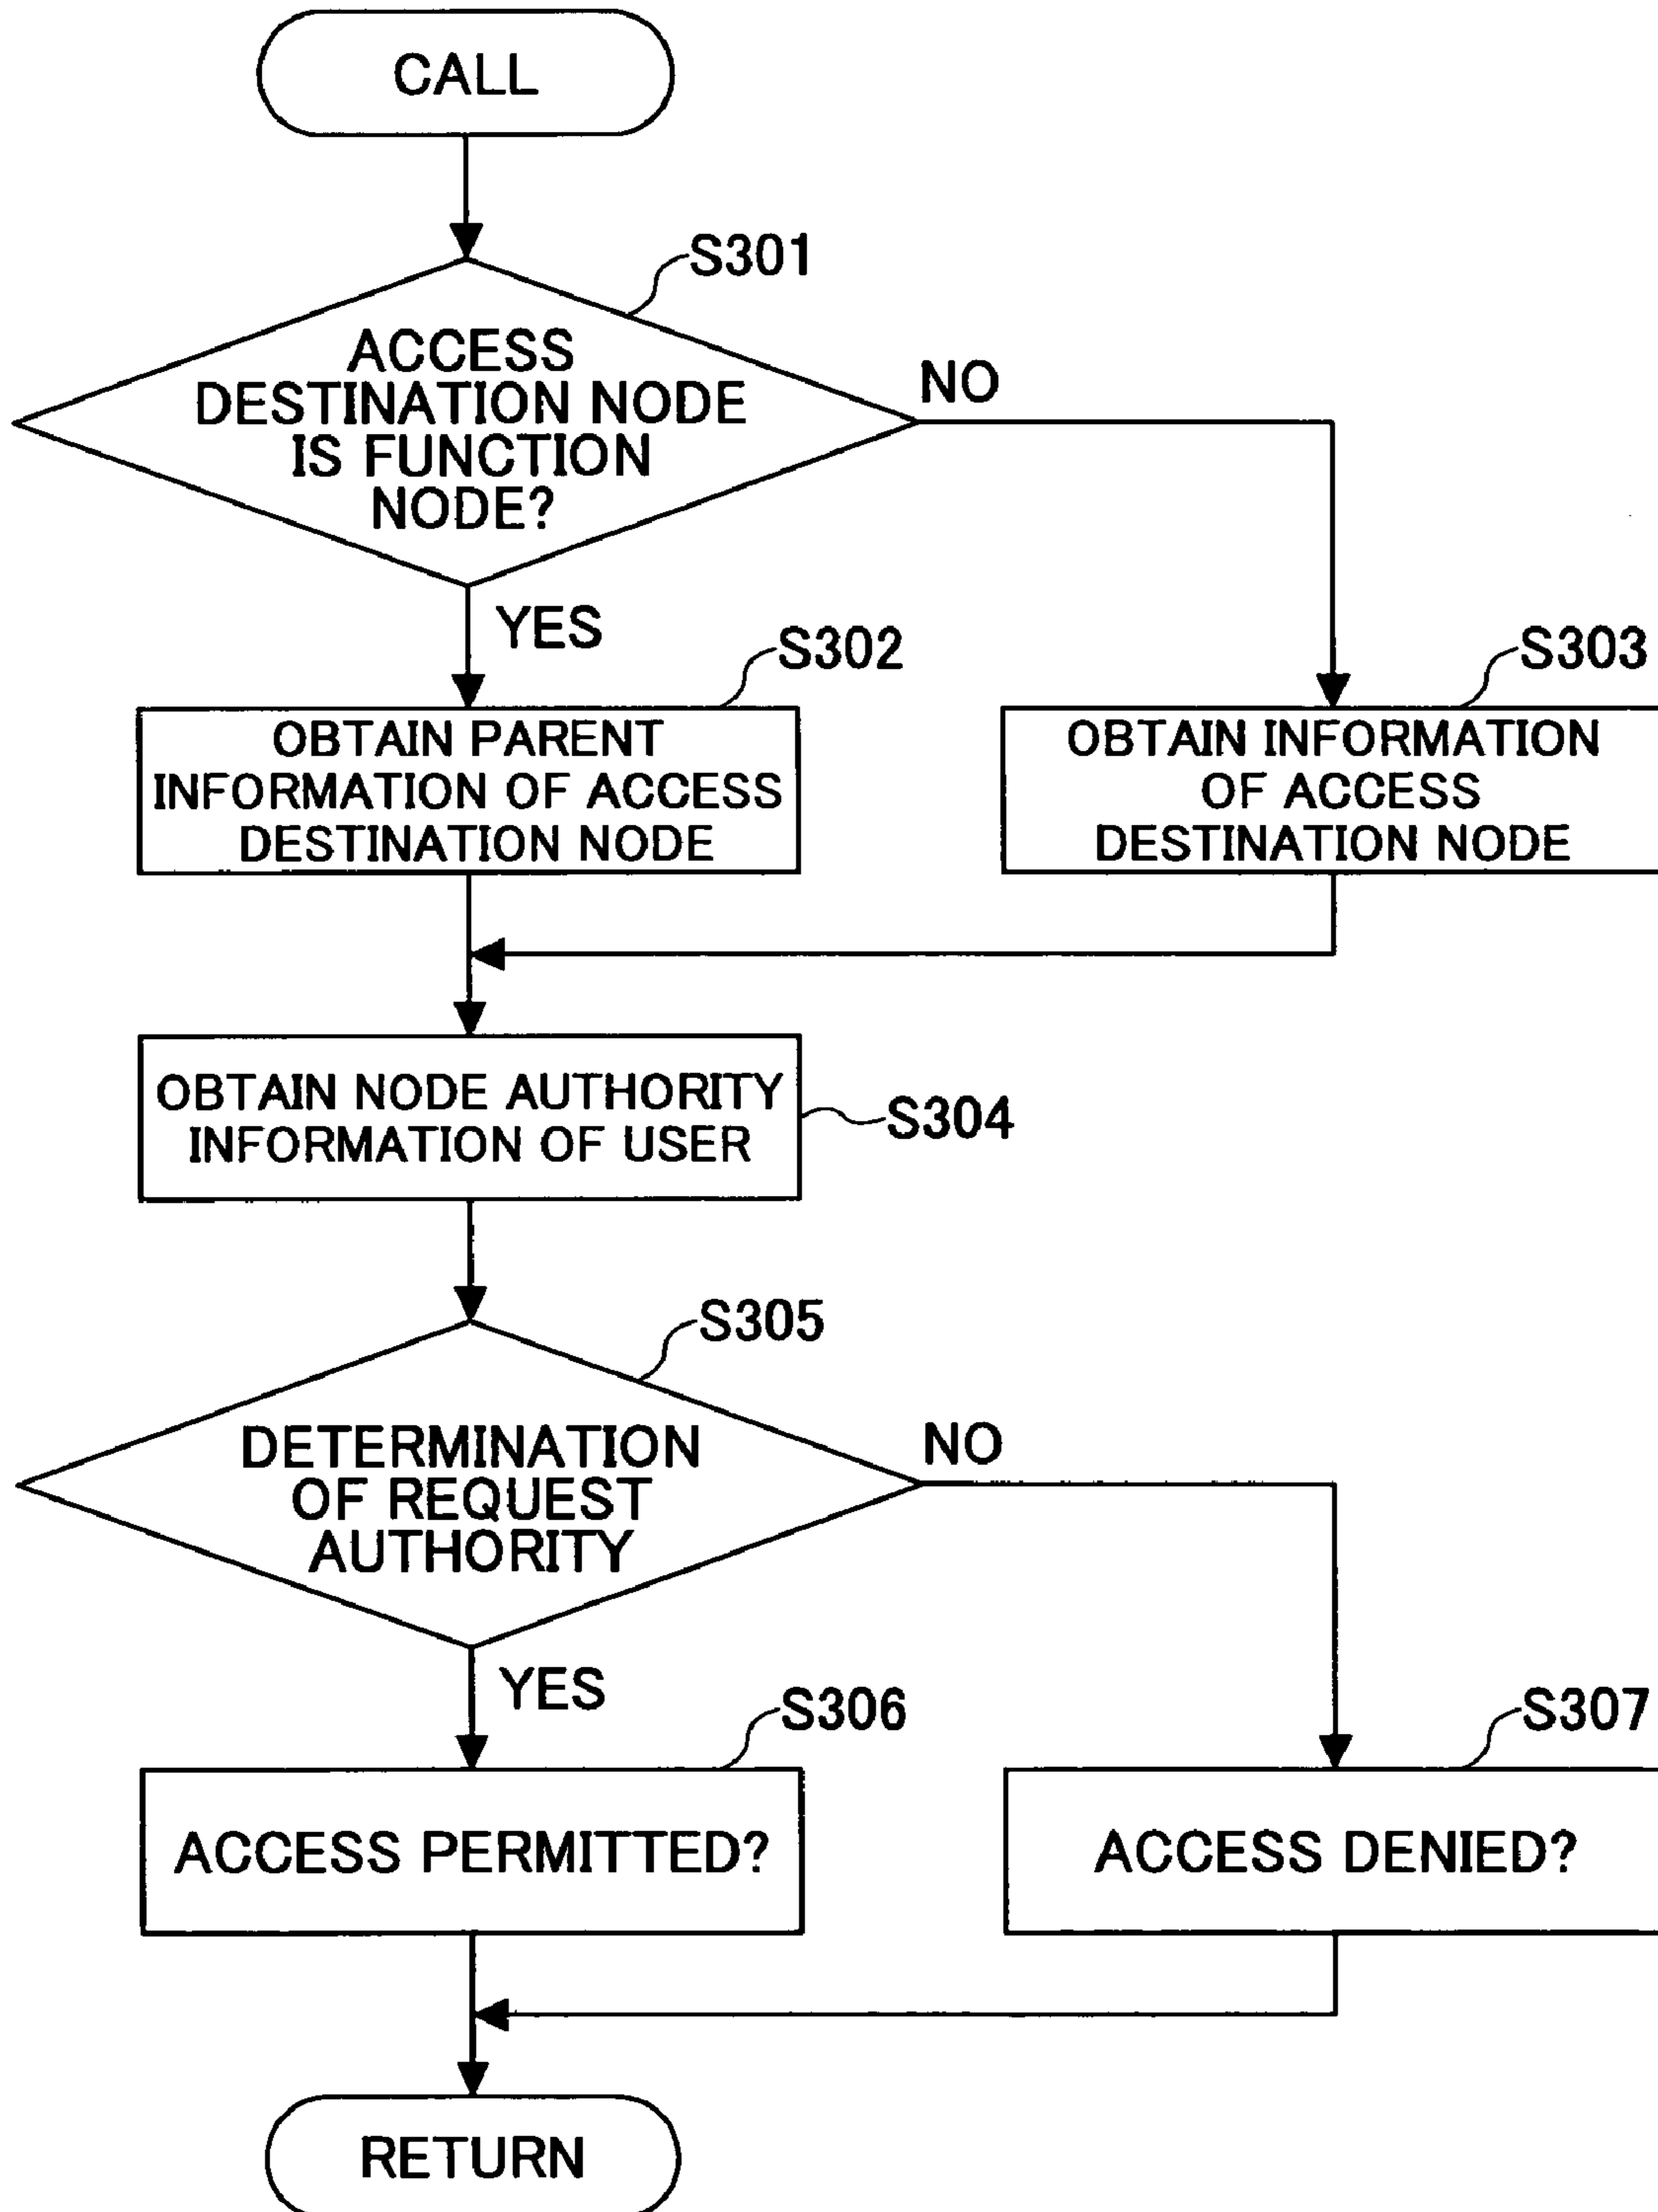 CALL
S301
ACCESS
DESTINATION NODE
IS FUNCTION
NODE?
NO
YES
S302
OBTAIN PARENT
INFORMATION OF ACCESS
DESTINATION NODE
S303
OBTAIN INFORMATION
OF ACCESS
DESTINATION NODE
OBTAIN NODE AUTHORITY
INFORMATION OF USER
S304
S305
DETERMINATION
OF REQUEST
AUTHORITY
NO
YES
S306
ACCESS PERMITTED?
S307
ACCESS DENIED?
RETURN